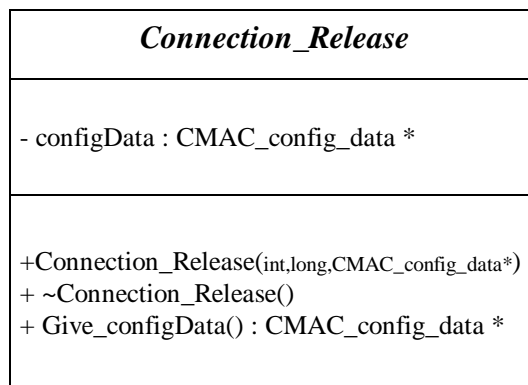 Connection_Release
- configData : CMAC_config_data *
+Connection_Release(int,long,CMAC_config_data*)
+ ~Connection_Release()
+ Give_configData() : CMAC_config_data *